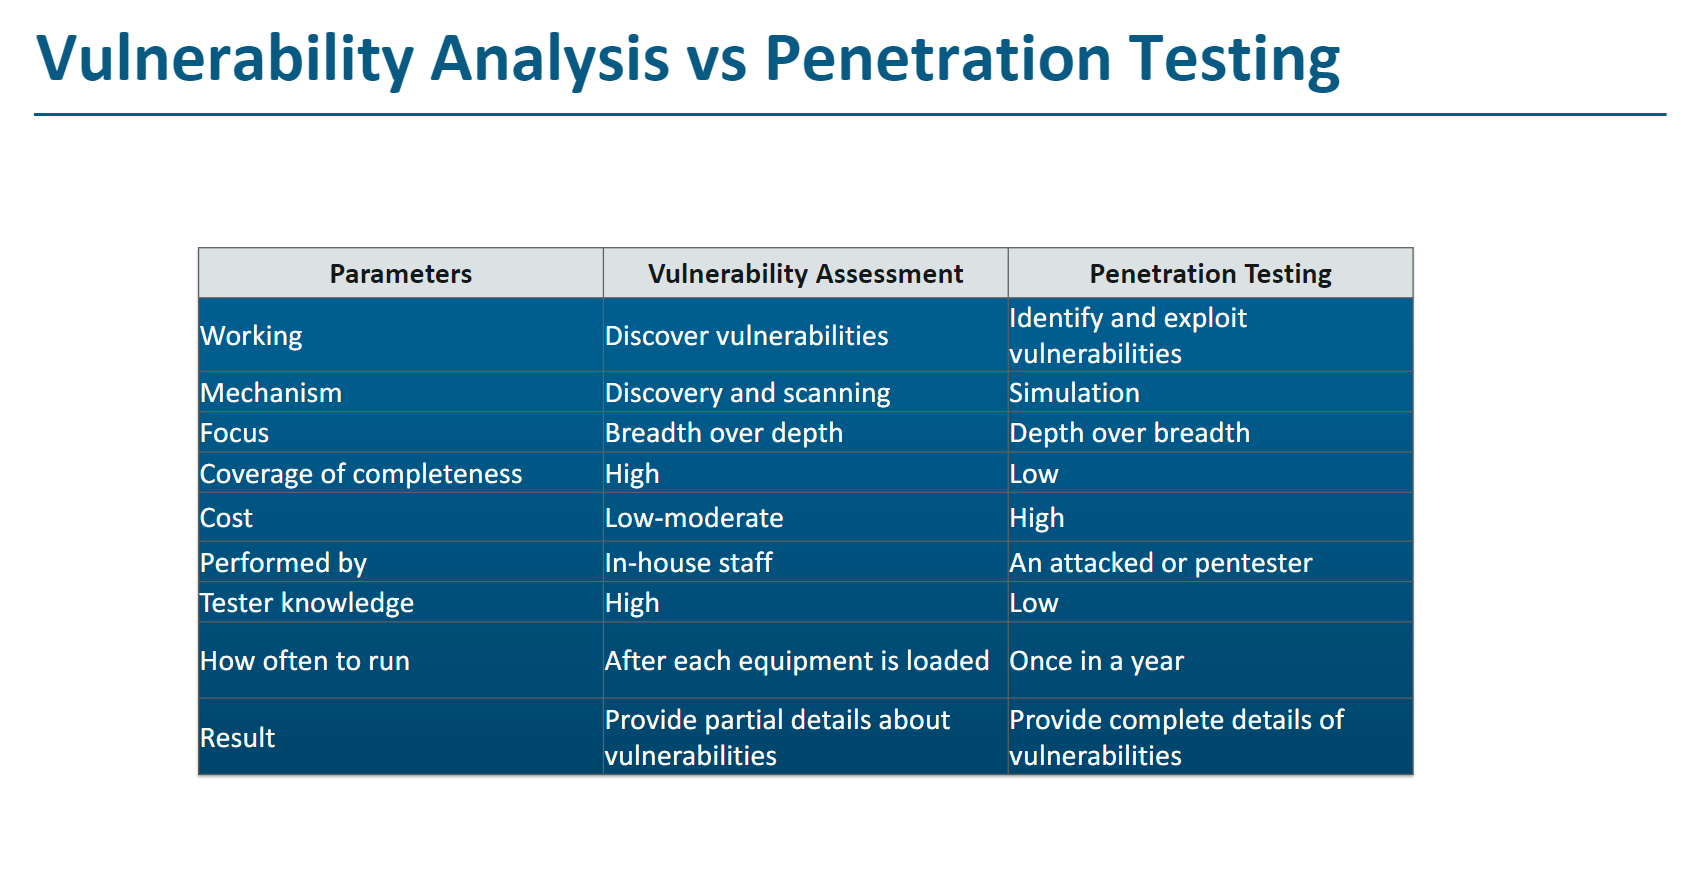 Vulnerability Analysis vs Penetration Testing
Parameters
Vulnerability Assessment
Penetration Testing
Working
Discover vulnerabilities
Identify and exploit
vulnerabilities
Mechanism
Discovery and scanning
Simulation
Focus
Breadth over depth
Depth over breadth
Coverage of completeness
High
Low
Cost
Low-moderate
High
Performed by
In-house staff
An attacked or pentester
Tester knowledge
High
Low
How often to run
After each equipment is loaded
Once in a year
Result
Provide partial details about
vulnerabilities
Provide complete details of
vulnerabilities